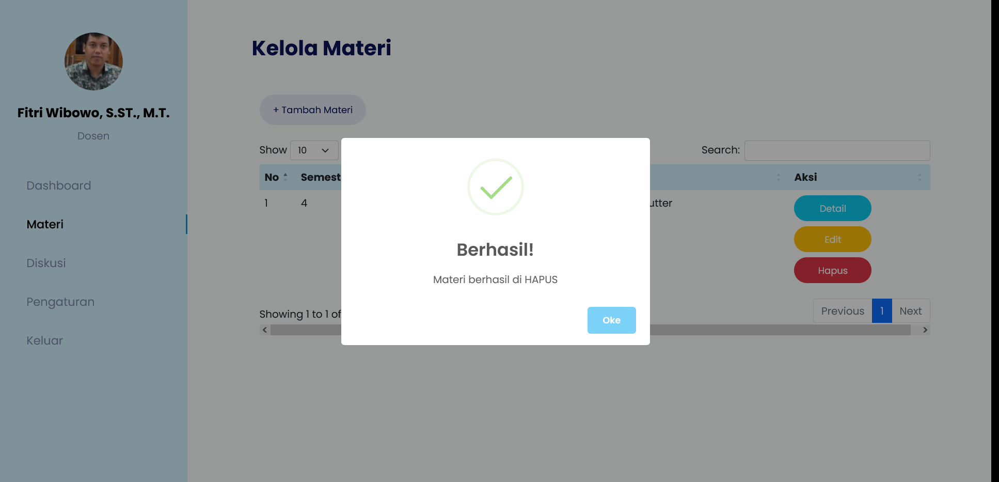 Fitri Wibowo, S.ST., M.T.
Dosen
Dashboard
Materi
Diskusi
Pengaturan
Keluar
Kelola Materi
+ Tambah Materi
Show 10
Search:
No Semest Aksi
1 4 utter
Detail
Edit
Hapus
Berhasil!
Materi berhasil di HAPUS
Oke
Showing 1 to 1 of
Previous 1 Next